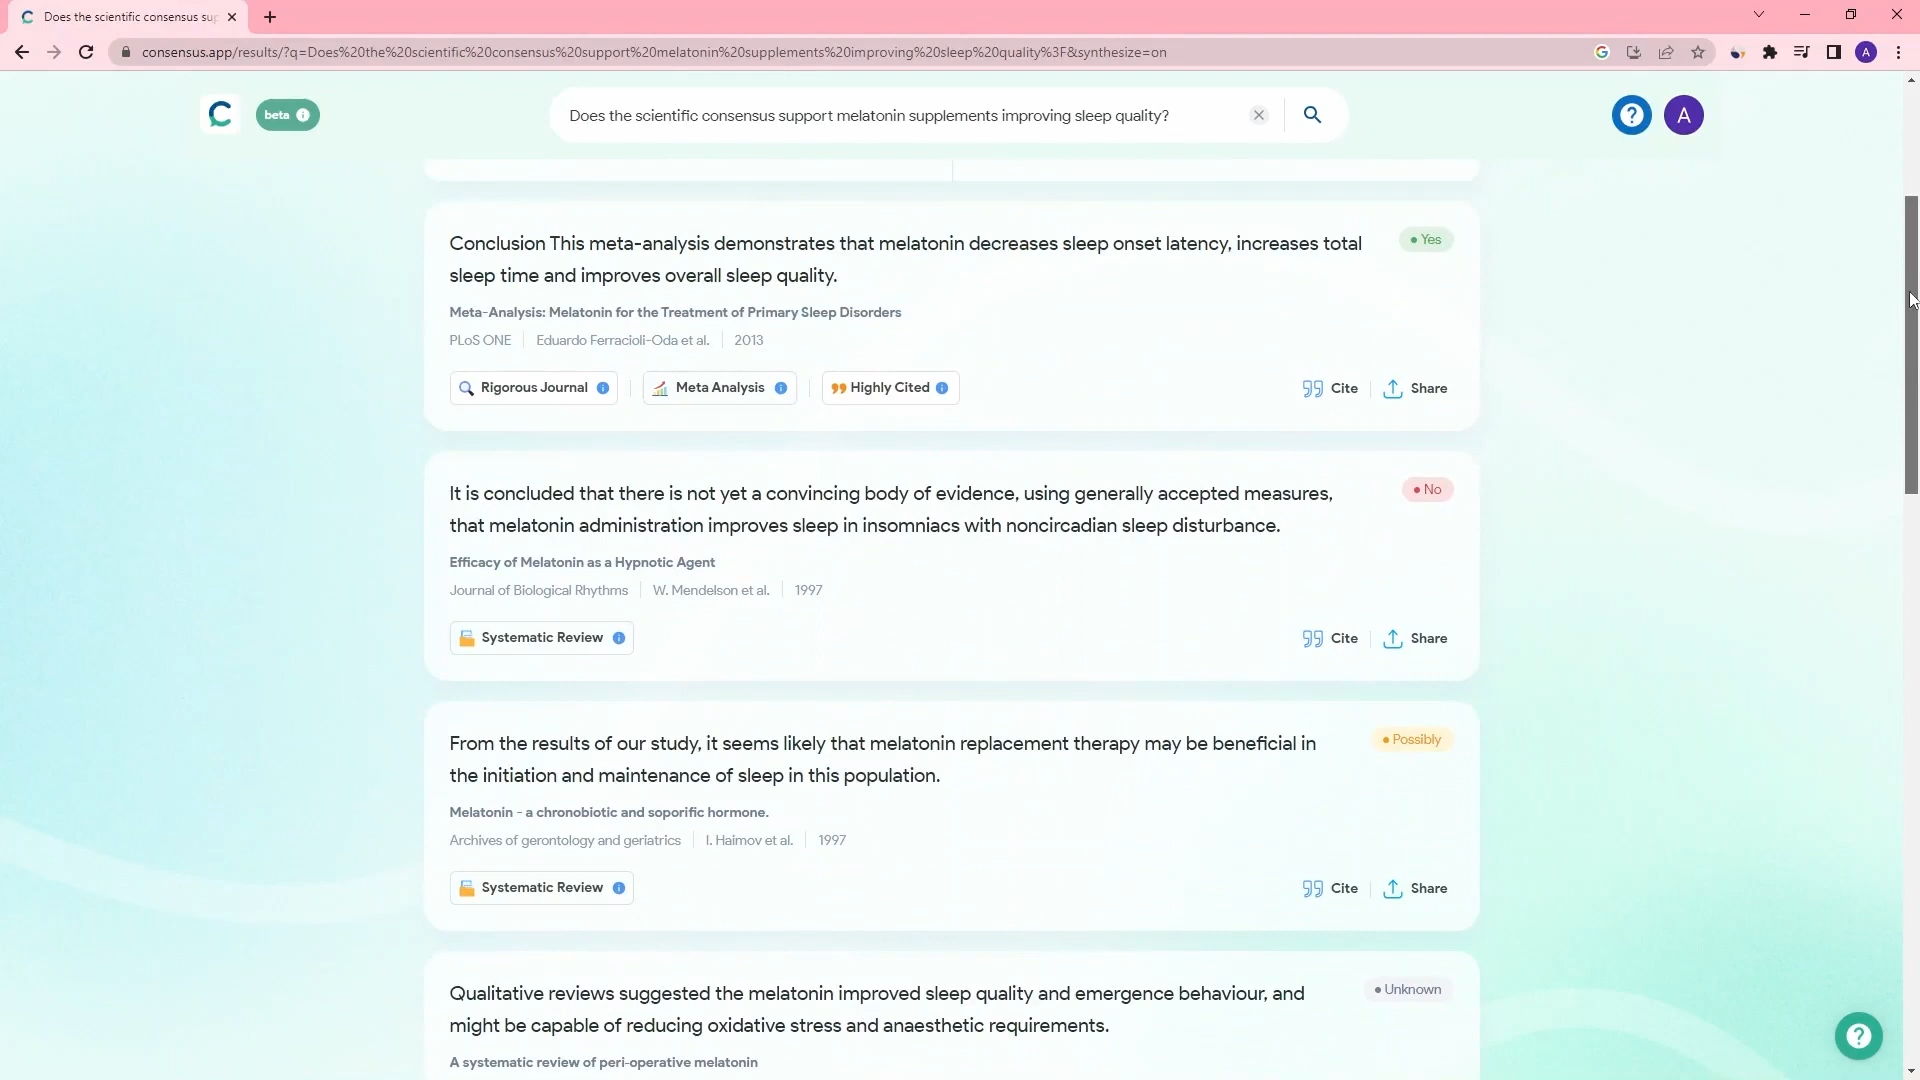 Does the scientific consensus sup
consensus.app/results/?q=Does%20the%20scientific%20consensus%20support%20melatonin%20supplements%20improving%20sleep%20quality%3F&synthesize=on
A
beta
Does the scientific consensus support melatonin supplements improving sleep quality?
A
Conclusion This meta-analysis demonstrates that melatonin decreases sleep onset latency, increases total
sleep time and improves overall sleep quality.
Yes
Meta-Analysis: Melatonin for the Treatment of Primary Sleep Disorders
PLoS ONE | Eduardo Ferracioli-Oda et al. | 2013
Rigorous Journal | Meta Analysis | Highly Cited
Cite | Share
It is concluded that there is not yet a convincing body of evidence, using generally accepted measures,
that melatonin administration improves sleep in insomniacs with noncircadian sleep disturbance.
No
Efficacy of Melatonin as a Hypnotic Agent
Journal of Biological Rhythms | W. Mendelson et al. | 1997
Systematic Review
Cite | Share
From the results of our study, it seems likely that melatonin replacement therapy may be beneficial in
the initiation and maintenance of sleep in this population.
Possibly
Melatonin - a chronobiotic and soporific hormone.
Archives of gerontology and geriatrics | I. Haimov et al. | 1997
Systematic Review
Cite | Share
Qualitative reviews suggested the melatonin improved sleep quality and emergence behaviour, and
might be capable of reducing oxidative stress and anaesthetic requirements.
Unknown
A systematic review of peri-operative melatonin